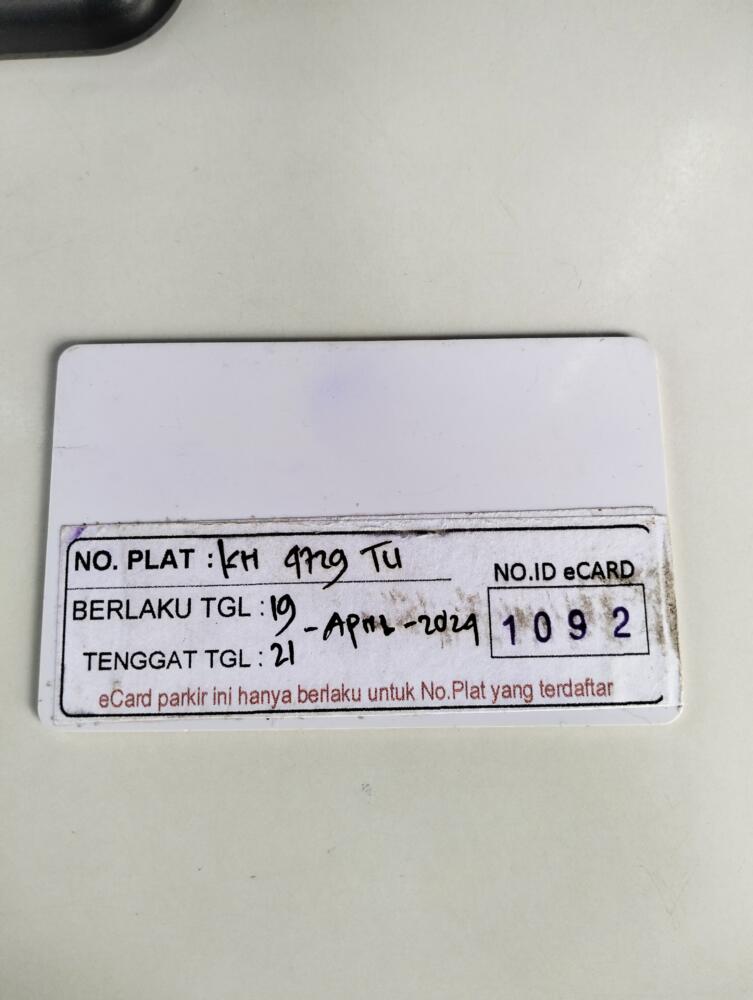 NO. PLAT : KH 4729 TU
NO.ID eCARD
BERLAKU TGL : 19
- APRIL - 2024
1092
TENGGAT TGL : 21
eCard parkir ini hanya berlaku untuk No.Plat yang terdaftar